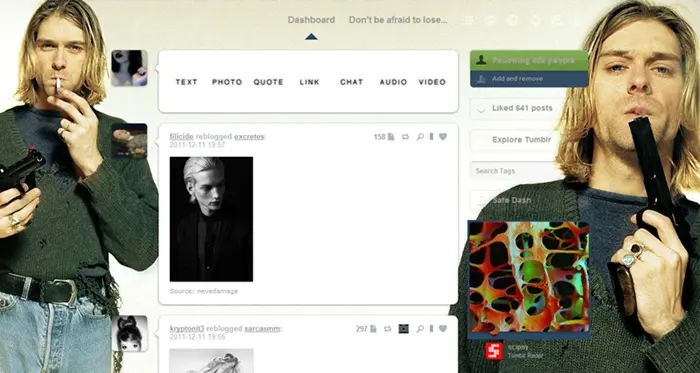 Dashboard Don't be afraid to lose...
TEXT PHOTO QUOTE LINK CHAT AUDIO VIDEO
Following people
Add and remove
Liked 641 posts
Explore Tumblr
Search Tags
Safe Dash
filicide reblogged excretes:
2011-12-11 19:57
158
Source: nevedamage
kryptonit3 reblogged sarcasmm:
2011-12-11 19:56
297
Tumblr Radar